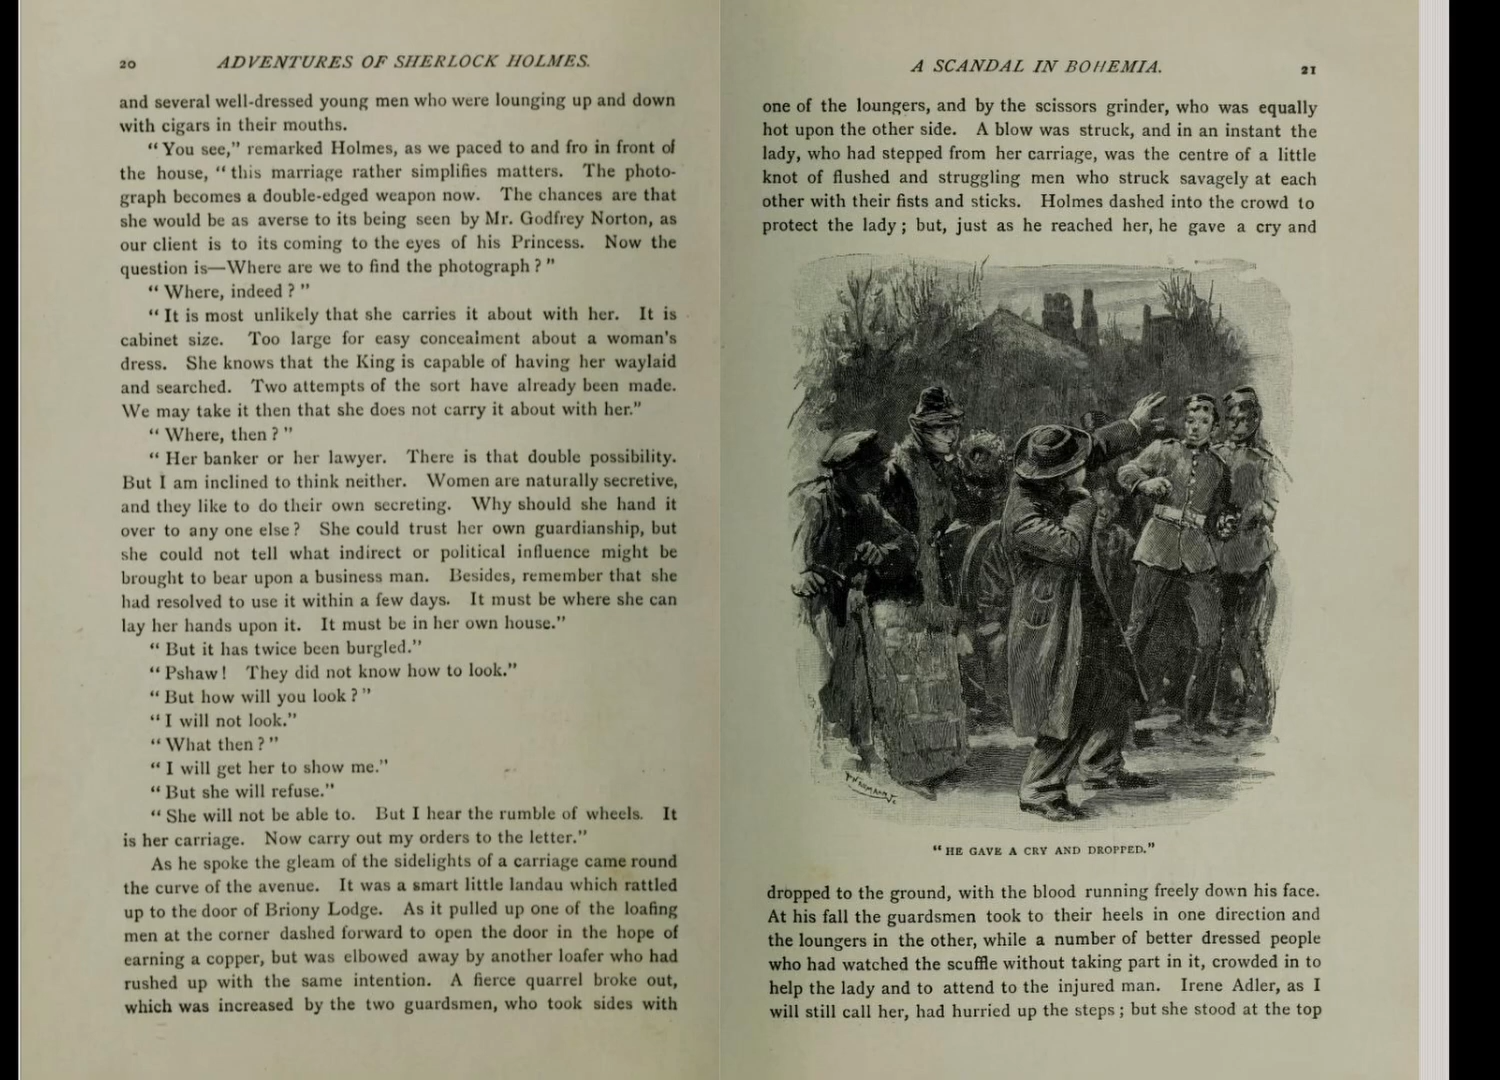 20
ADVENTURES OF SHERLOCK HOLMES.
and several well-dressed young men who were lounging up and down
with cigars in their mouths.
“ You see,” remarked Holmes, as we paced to and fro in front of
the house, “ this marriage rather simplifies matters. The photo-
graph becomes a double-edged weapon now. The chances are that
she would be as averse to its being seen by Mr. Godfrey Norton, as
our client is to its coming to the eyes of his Princess. Now the
question is—Where are we to find the photograph ? ”
“ Where, indeed ? ”
“ It is most unlikely that she carries it about with her. It is
cabinet size. Too large for easy concealment about a woman's
dress. She knows that the King is capable of having her waylaid
and searched. Two attempts of the sort have already been made.
We may take it then that she does not carry it about with her.”
“ Where, then ? ”
“ Her banker or her lawyer. There is that double possibility.
But I am inclined to think neither. Women are naturally secretive,
and they like to do their own secreting. Why should she hand it
over to any one else ? She could trust her own guardianship, but
she could not tell what indirect or political influence might be
brought to bear upon a business man. Besides, remember that she
had resolved to use it within a few days. It must be where she can
lay her hands upon it. It must be in her own house.”
“ But it has twice been burgled.”
“ Pshaw ! They did not know how to look.”
“ But how will you look ? ”
“ I will not look.”
“ What then ? ”
“ I will get her to show me.”
“ But she will refuse.”
“ She will not be able to. But I hear the rumble of wheels. It
is her carriage. Now carry out my orders to the letter.”
As he spoke the gleam of the sidelights of a carriage came round
the curve of the avenue. It was a smart little landau which rattled
up to the door of Briony Lodge. As it pulled up one of the loafing
men at the corner dashed forward to open the door in the hope of
earning a copper, but was elbowed away by another loafer who had
rushed up with the same intention. A fierce quarrel broke out,
which was increased by the two guardsmen, who took sides with
A SCANDAL IN BOHEMIA.
21
one of the loungers, and by the scissors grinder, who was equally
hot upon the other side. A blow was struck, and in an instant the
lady, who had stepped from her carriage, was the centre of a little
knot of flushed and struggling men who struck savagely at each
other with their fists and sticks. Holmes dashed into the crowd to
protect the lady ; but, just as he reached her, he gave a cry and
“ HE GAVE A CRY AND DROPPED.”
dropped to the ground, with the blood running freely down his face.
At his fall the guardsmen took to their heels in one direction and
the loungers in the other, while a number of better dressed people
who had watched the scuffle without taking part in it, crowded in to
help the lady and to attend to the injured man. Irene Adler, as I
will still call her, had hurried up the steps ; but she stood at the top